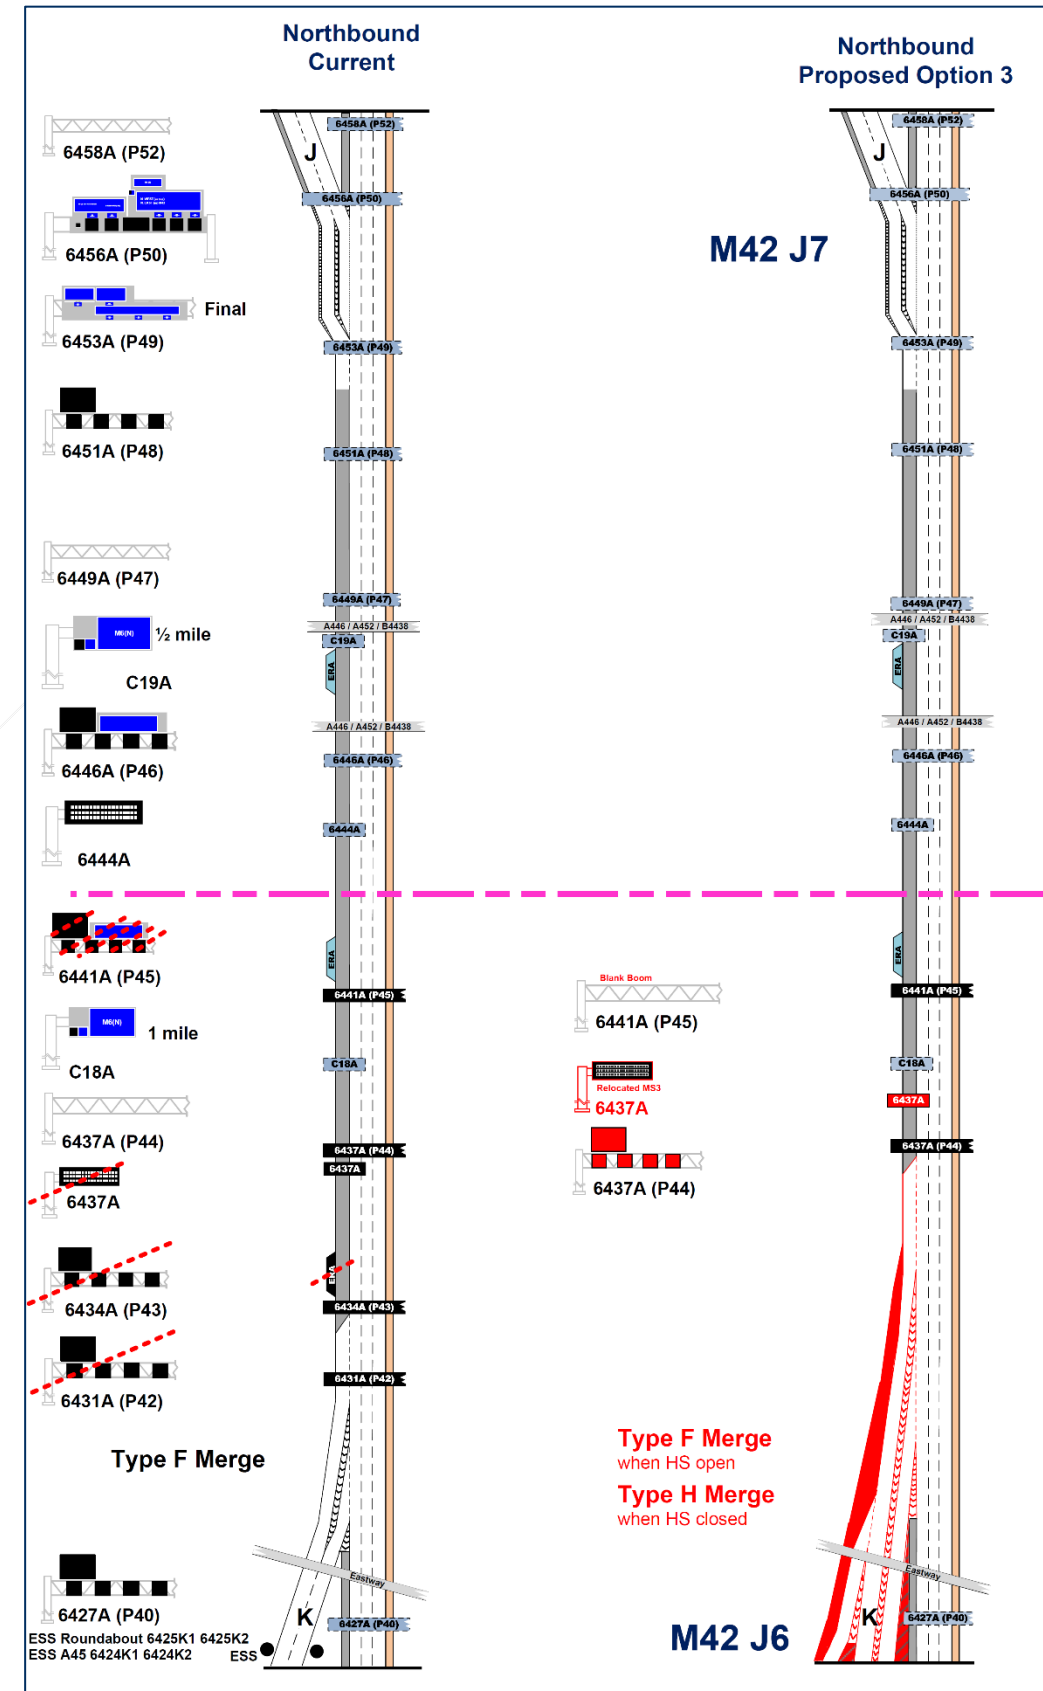 Northbound
Current
Northbound
Proposed Option 3
6458A (P52)
6458A (P52)
6458A (P52)
J
J
6456A (P50)
6456A (P50)
6456A (P50)
M42 J7
Final
6453A (P49)
6453A (P49)
6453A (P49)
6451A (P48)
6451A (P48)
6451A (P48)
6449A (P47)
6449A (P47)
6449A (P47)
M6(N)
½ mile
A446 / A452 / B4438
A446 / A452 / B4438
C19A
C19A
C19A
ERA
ERA
A446 / A452 / B4438
A446 / A452 / B4438
6446A (P46)
6446A (P46)
6446A (P46)
6444A
6444A
6444A
ERA
ERA
6441A (P45)
6441A (P45)
6441A (P45)
Blank Boom
6441A (P45)
M6(N)
1 mile
C18A
C18A
C18A
Relocated MS3
6437A
6437A
6437A (P44)
6437A (P44)
6437A (P44)
6437A (P44)
6437A
6437A
ERA
6434A (P43)
6434A (P43)
6431A (P42)
6431A (P42)
Type F Merge
Type F Merge
when HS open
Type H Merge
when HS closed
Eastway
Eastway
6427A (P40)
K
6427A (P40)
K
6427A (P40)
M42 J6
ESS Roundabout 6425K1 6425K2
ESS A45 6424K1 6424K2
ESS